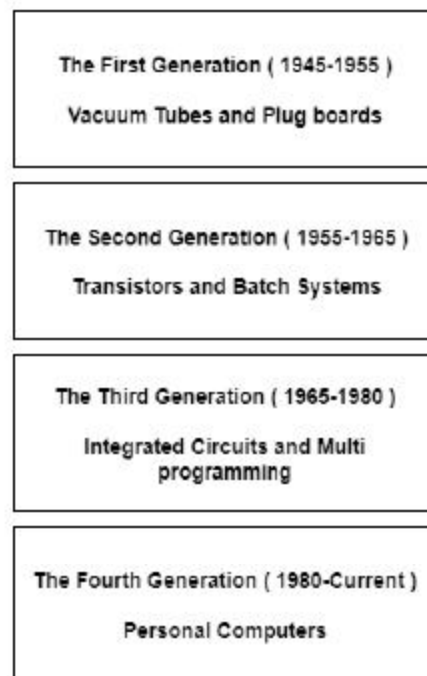 The First Generation ( 1945-1955 )
Vacuum Tubes and Plug boards
The Second Generation ( 1955-1965 )
Transistors and Batch Systems
The Third Generation ( 1965-1980 )
Integrated Circuits and Multi
programming
The Fourth Generation ( 1980-Current )
Personal Computers